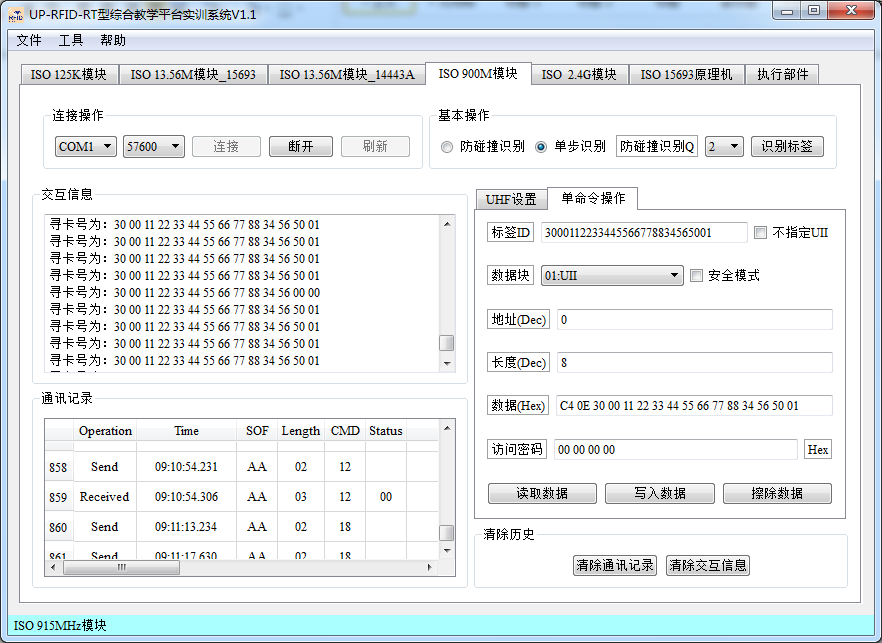 UP-RFID-RT型综合教学平台实训系统V1.1
文件 工具 帮助
ISO 125K模块 ISO 13.56M模块_15693 ISO 13.56M模块_14443A ISO 900M模块 ISO 2.4G模块 ISO 15693原理机 执行部件
连接操作
COM1 57600 连接 断开 刷新
基本操作
防碰撞识别 单步识别 防碰撞识别Q 2 识别标签
交互信息
寻卡号为：30 00 11 22 33 44 55 66 77 88 34 56 50 01
寻卡号为：30 00 11 22 33 44 55 66 77 88 34 56 50 01
寻卡号为：30 00 11 22 33 44 55 66 77 88 34 56 50 01
寻卡号为：30 00 11 22 33 44 55 66 77 88 34 56 50 01
寻卡号为：30 00 11 22 33 44 55 66 77 88 34 56 00 00
寻卡号为：30 00 11 22 33 44 55 66 77 88 34 56 50 01
寻卡号为：30 00 11 22 33 44 55 66 77 88 34 56 50 01
寻卡号为：30 00 11 22 33 44 55 66 77 88 34 56 50 01
寻卡号为：30 00 11 22 33 44 55 66 77 88 34 56 50 01
通讯记录
Operation Time SOF Length CMD Status
858 Send 09:10:54.231 AA 02 12
859 Received 09:10:54.306 AA 03 12 00
860 Send 09:11:13.234 AA 02 18
861 Send 09:11:17.630 AA 02 18
UHF设置 单命令操作
标签ID 3000112233445566778834565001 不指定UII
数据块 01:UII 安全模式
地址(Dec) 0
长度(Dec) 8
数据(Hex) C4 0E 30 00 11 22 33 44 55 66 77 88 34 56 50 01
访问密码 00 00 00 00 Hex
读取数据 写入数据 擦除数据
清除历史
清除通讯记录 清除交互信息
ISO 915MHz模块